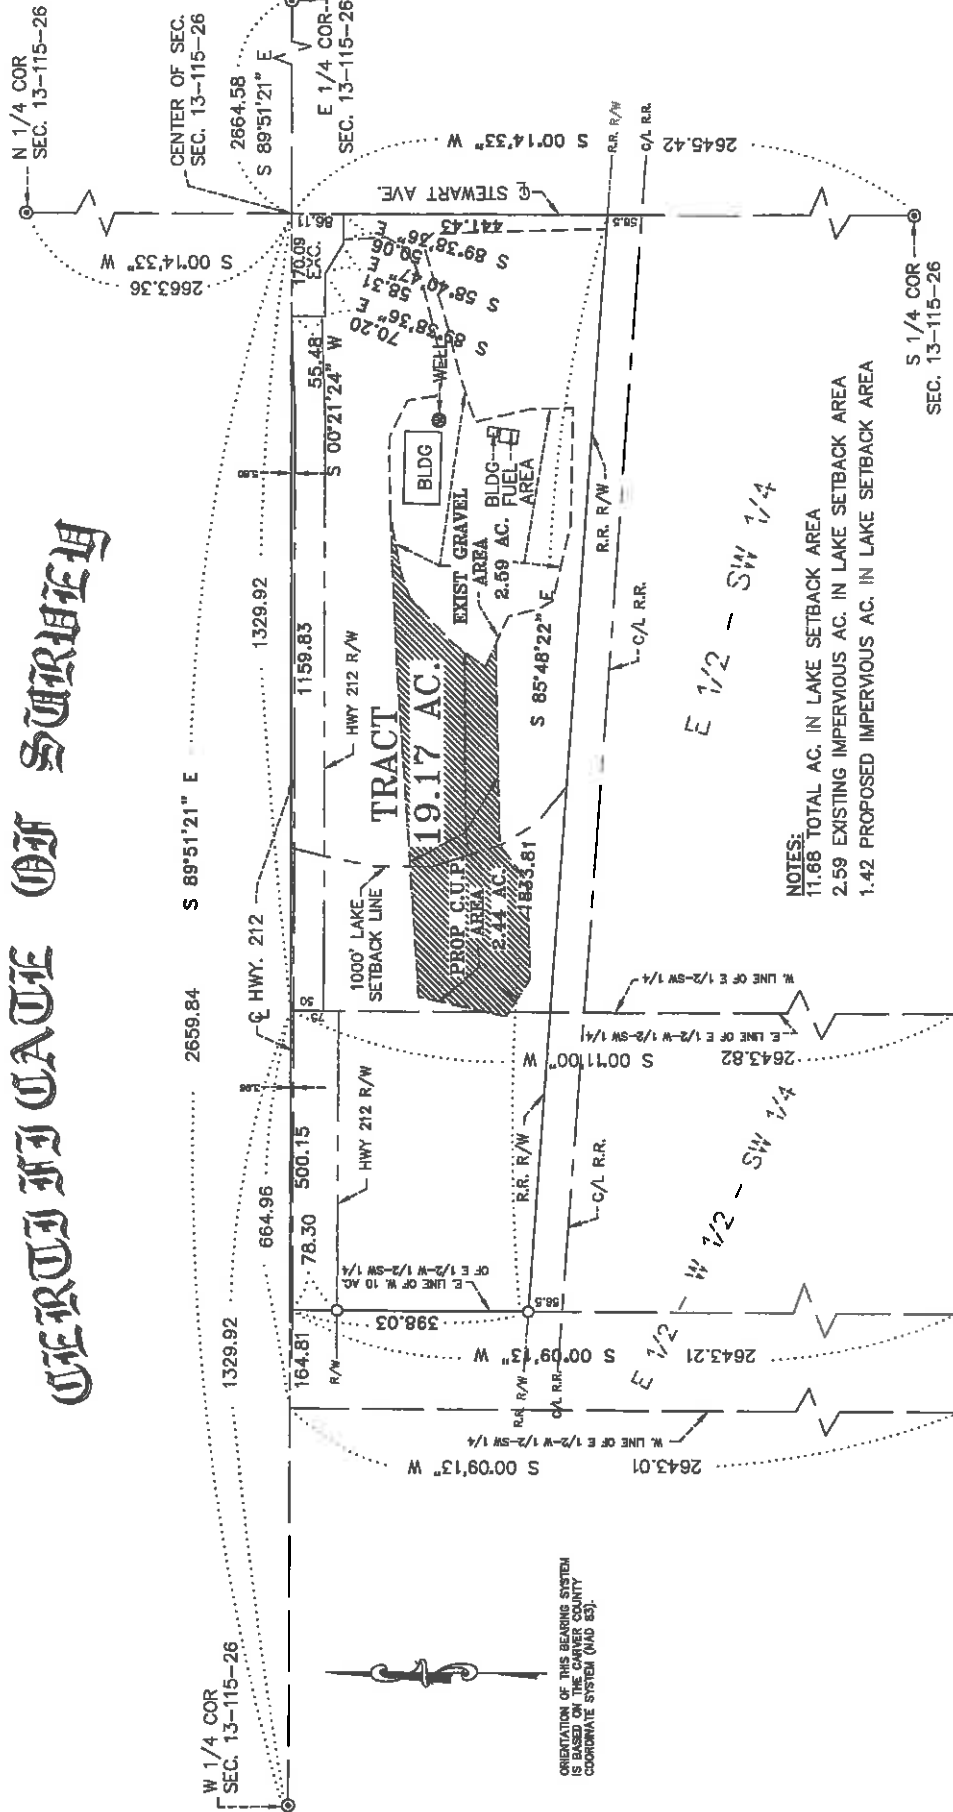 CERTIFICATE OF SURVEY
N 1/4 COR
SEC. 13-115-26
CENTER OF SEC.
SEC. 13-115-26
E 1/4 COR
SEC. 13-115-26
W 1/4 COR
SEC. 13-115-26
S 1/4 COR
SEC. 13-115-26
2663.36
S 00°14'33" W
2664.58
S 89°51'21" E
2659.84
S 89°51'21" E
1329.92
1329.92
664.96
℄ HWY. 212
3.96
164.81
78.30
500.15
75
50
1159.83
55.48
S 00°21'24" W
170.09
EXC.
86.11
70.20
S 89°38'36" E
58.31
S 58°40'47" E
50.06
S 89°38'36" E
441.43
℄ STEWART AVE.
S 00°14'33" W
2645.42
58.5
R.R. R/W
C/L R.R.
R/W
HWY 212 R/W
HWY 212 R/W
1000' LAKE
SETBACK LINE
TRACT
19.17 AC.
PROP C.U.P.
AREA
2.44 AC.
1833.81
S 85°48'22" E
EXIST GRAVEL
AREA
2.59 AC.
BLDG
WELL
BLDG
FUEL
AREA
R.R. R/W
C/L R.R.
398.03
E. LINE OF W. 10 AC.
OF E 1/2-W 1/2-SW 1/4
58.5
R.R. R/W
C/L R.R.
R.R. R/W
C/L R.R.
S 00°09'13" W
2643.21
S 00°09'13" W
2643.01
W. LINE OF E 1/2-W 1/2-SW 1/4
S 00°11'00" W
2643.82
E. LINE OF E 1/2-W 1/2-SW 1/4
W. LINE OF E 1/2-SW 1/4
E 1/2 - W 1/2 - SW 1/4
E 1/2 - SW 1/4
NOTES:
11.68 TOTAL AC. IN LAKE SETBACK AREA
2.59 EXISTING IMPERVIOUS AC. IN LAKE SETBACK AREA
1.42 PROPOSED IMPERVIOUS AC. IN LAKE SETBACK AREA
ORIENTATION OF THIS BEARING SYSTEM
IS BASED ON THE CARVER COUNTY
COORDINATE SYSTEM (NAD 83).